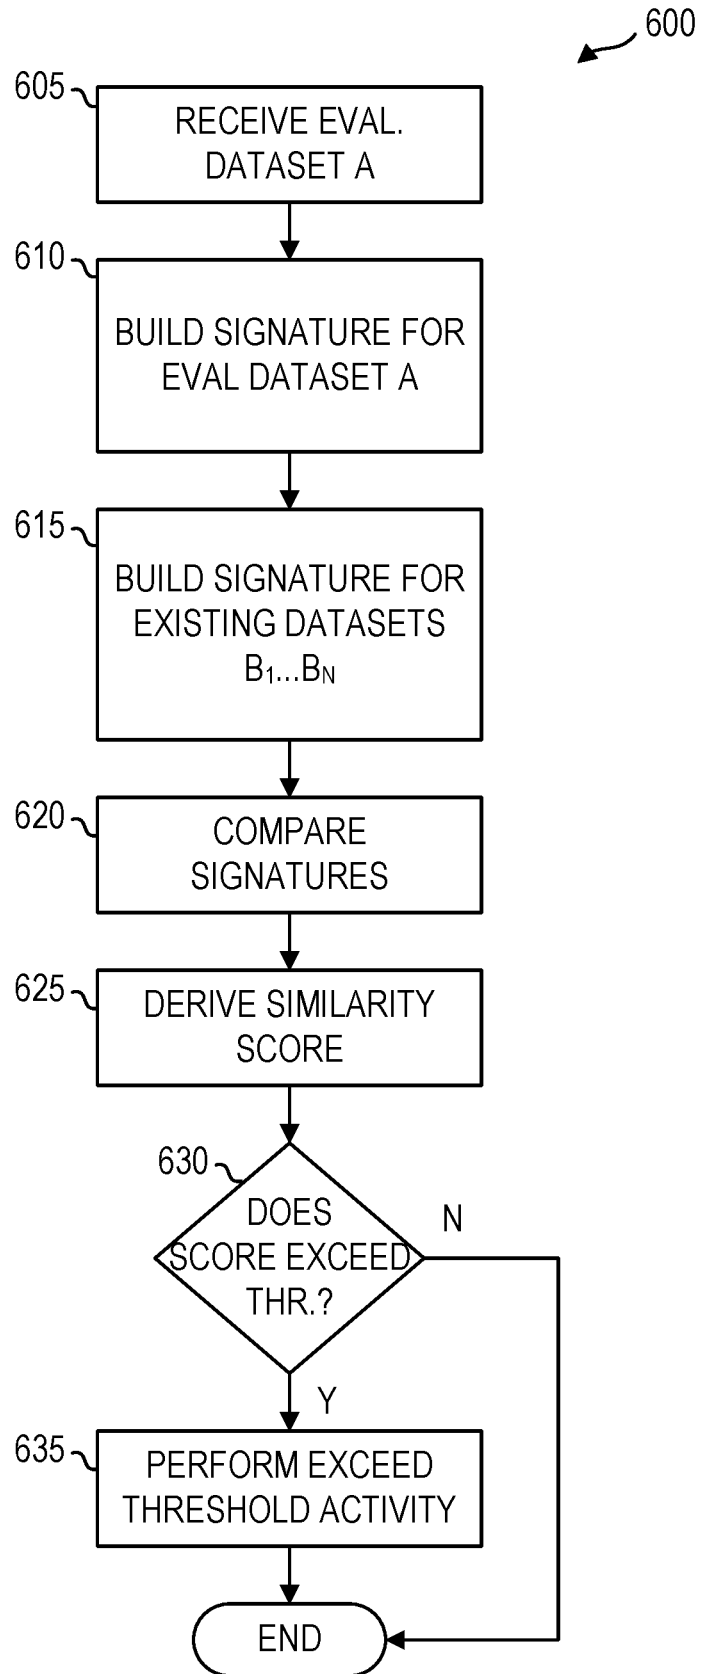 600
605
RECEIVE EVAL.
DATASET A
610
BUILD SIGNATURE FOR
EVAL DATASET A
615
BUILD SIGNATURE FOR
EXISTING DATASETS
B₁...B_N
620
COMPARE
SIGNATURES
625
DERIVE SIMILARITY
SCORE
630
DOES
SCORE EXCEED
THR.?
N
Y
635
PERFORM EXCEED
THRESHOLD ACTIVITY
END